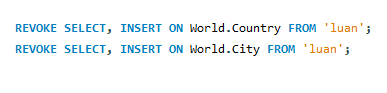 REVOKE SELECT, INSERT ON World.Country FROM 'luan';
REVOKE SELECT, INSERT ON World.City FROM 'luan';